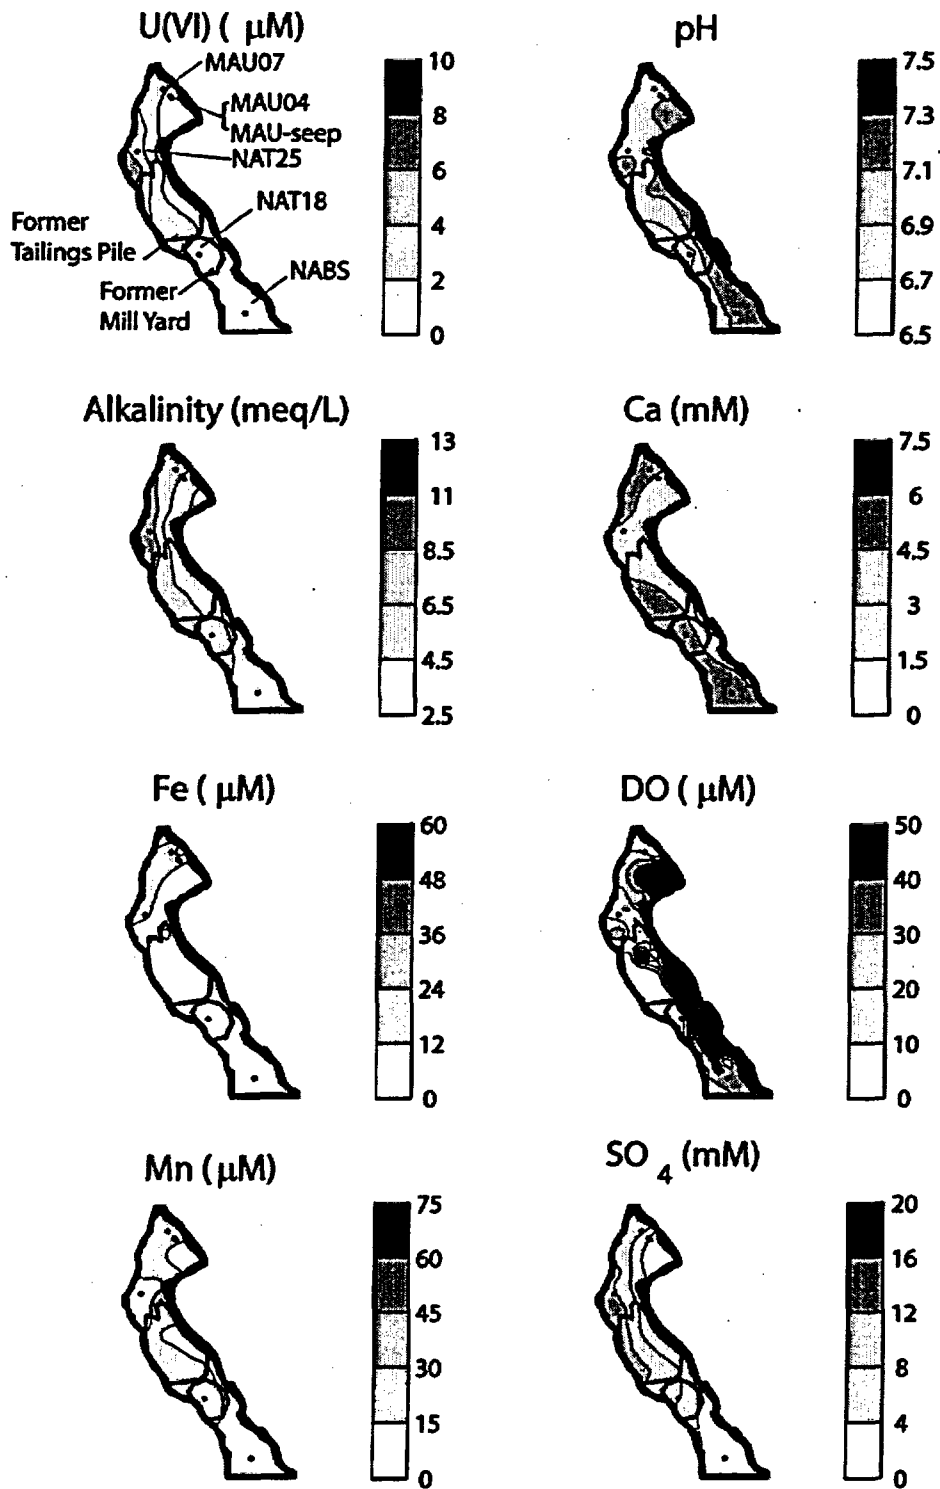 U(VI) ( μM)
MAU07
MAU04
MAU-seep
NAT25
NAT18
Former
Tailings Pile
NABS
Former
Mill Yard
10
8
6
4
2
0
pH
7.5
7.3
7.1
6.9
6.7
6.5
Alkalinity (meq/L)
13
11
8.5
6.5
4.5
2.5
Ca (mM)
7.5
6
4.5
3
1.5
0
Fe ( μM)
60
48
36
24
12
0
DO ( μM)
50
40
30
20
10
0
Mn (μM)
75
60
45
30
15
0
SO 4 (mM)
20
16
12
8
4
0